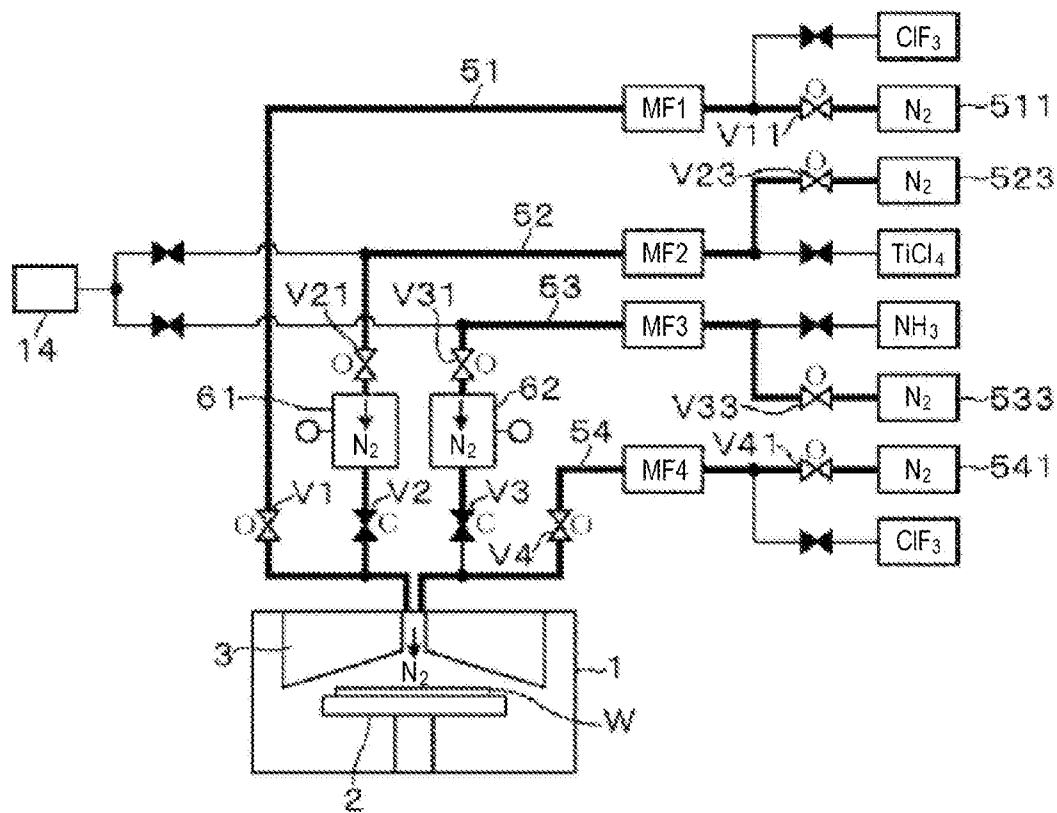 ClF₃
51
MF1
O
N₂
511
V11
V23
O
N₂
523
52
MF2
TiCl₄
14
V21
V31
53
MF3
NH₃
O
O
O
61
62
V33
N₂
533
N₂
N₂
54
V41
O
MF4
N₂
541
V1
V2
V3
O
C
C
V4
O
ClF₃
3
N₂
1
W
2